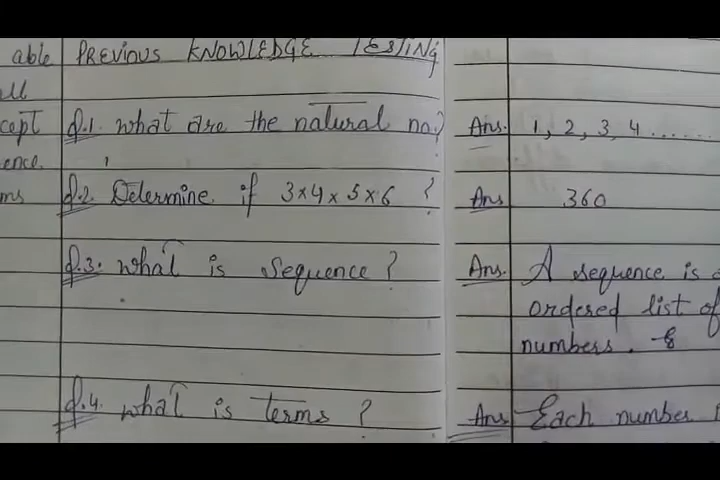 able PREVIOUS KNOWLEDGE TESTING
cept Q.1. what are the natural no.? Ans. 1, 2, 3, 4 ......
ence.
ms Q.2. Determine if 3×4×5×6 ? Ans 360
Q.3. what is Sequence? Ans. A sequence is
ordered list of
numbers.
Q.4. what is terms ? Ans Each number